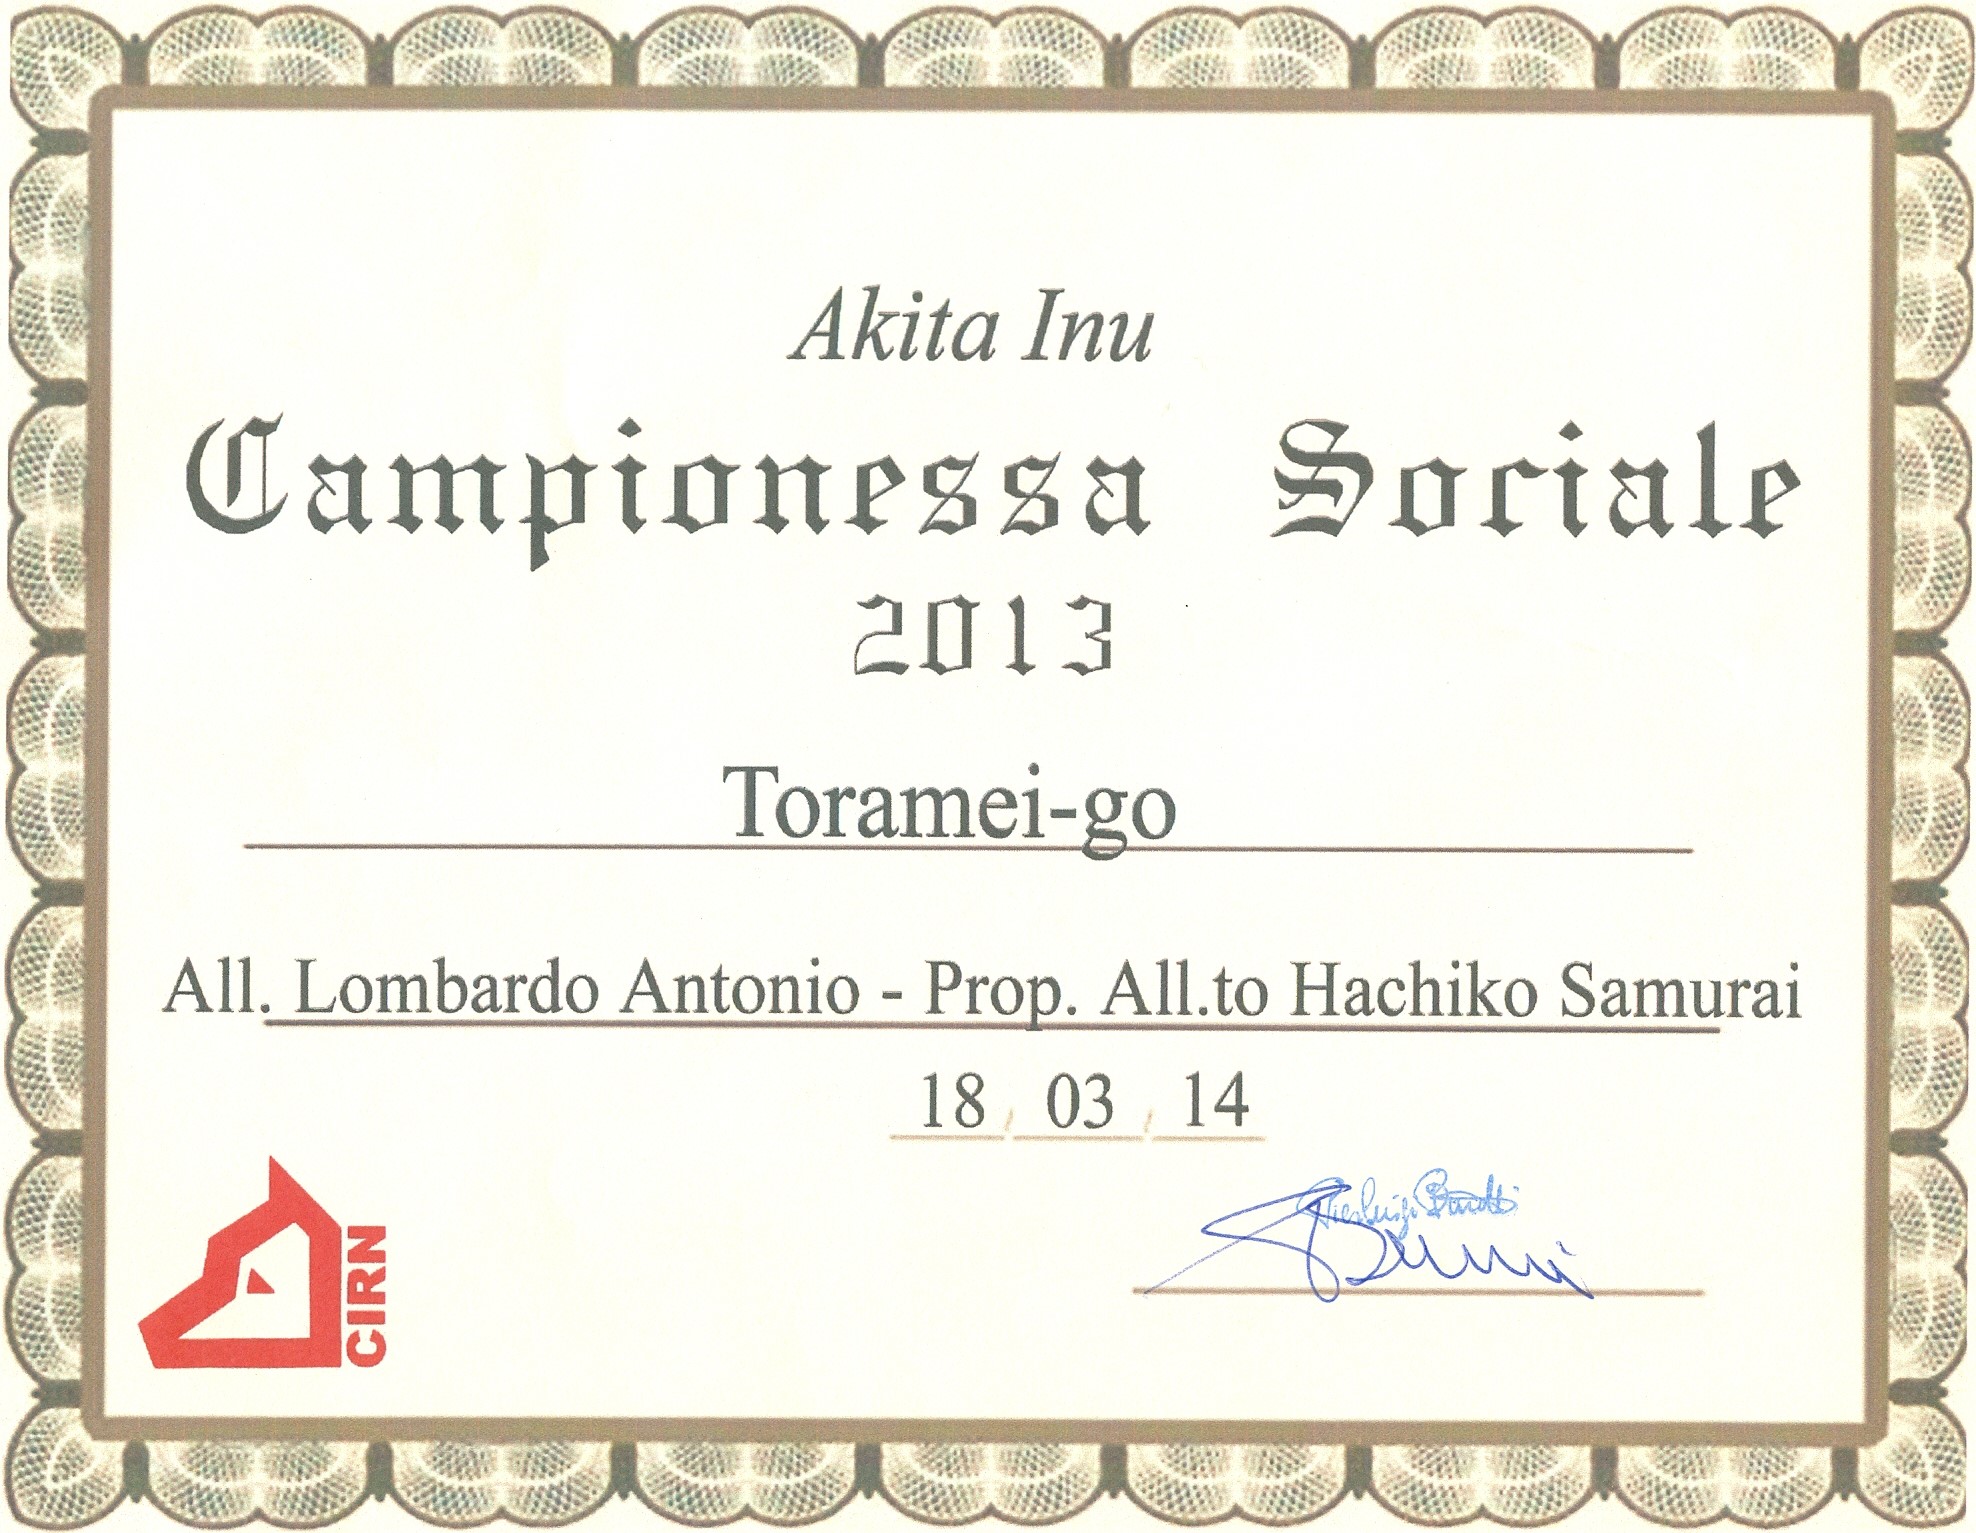 Akita Inu
Campionessa Sociale
2013
Toramei-go
All. Lombardo Antonio - Prop. All.to Hachiko Samurai
18 / 03 / 14
CIRN